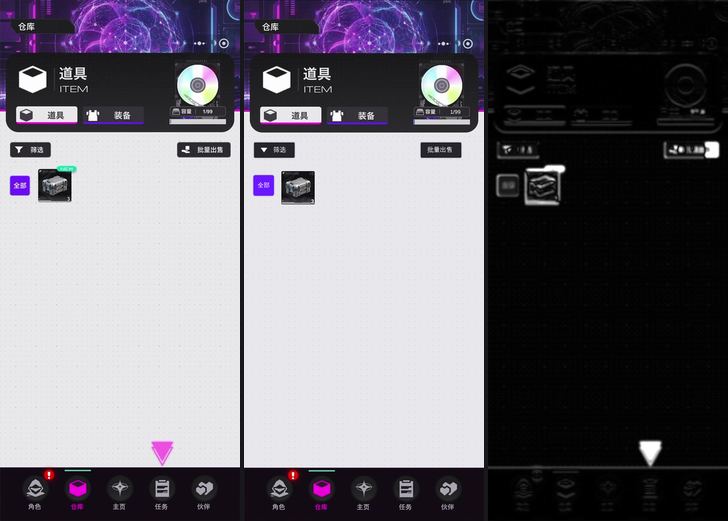 仓库
道具
ITEM
容量 1/99
道具
装备
筛选
批量出售
全部
角色
仓库
主页
任务
伙伴
仓库
道具
ITEM
容量 1/99
道具
装备
筛选
批量出售
全部
角色
仓库
主页
任务
伙伴